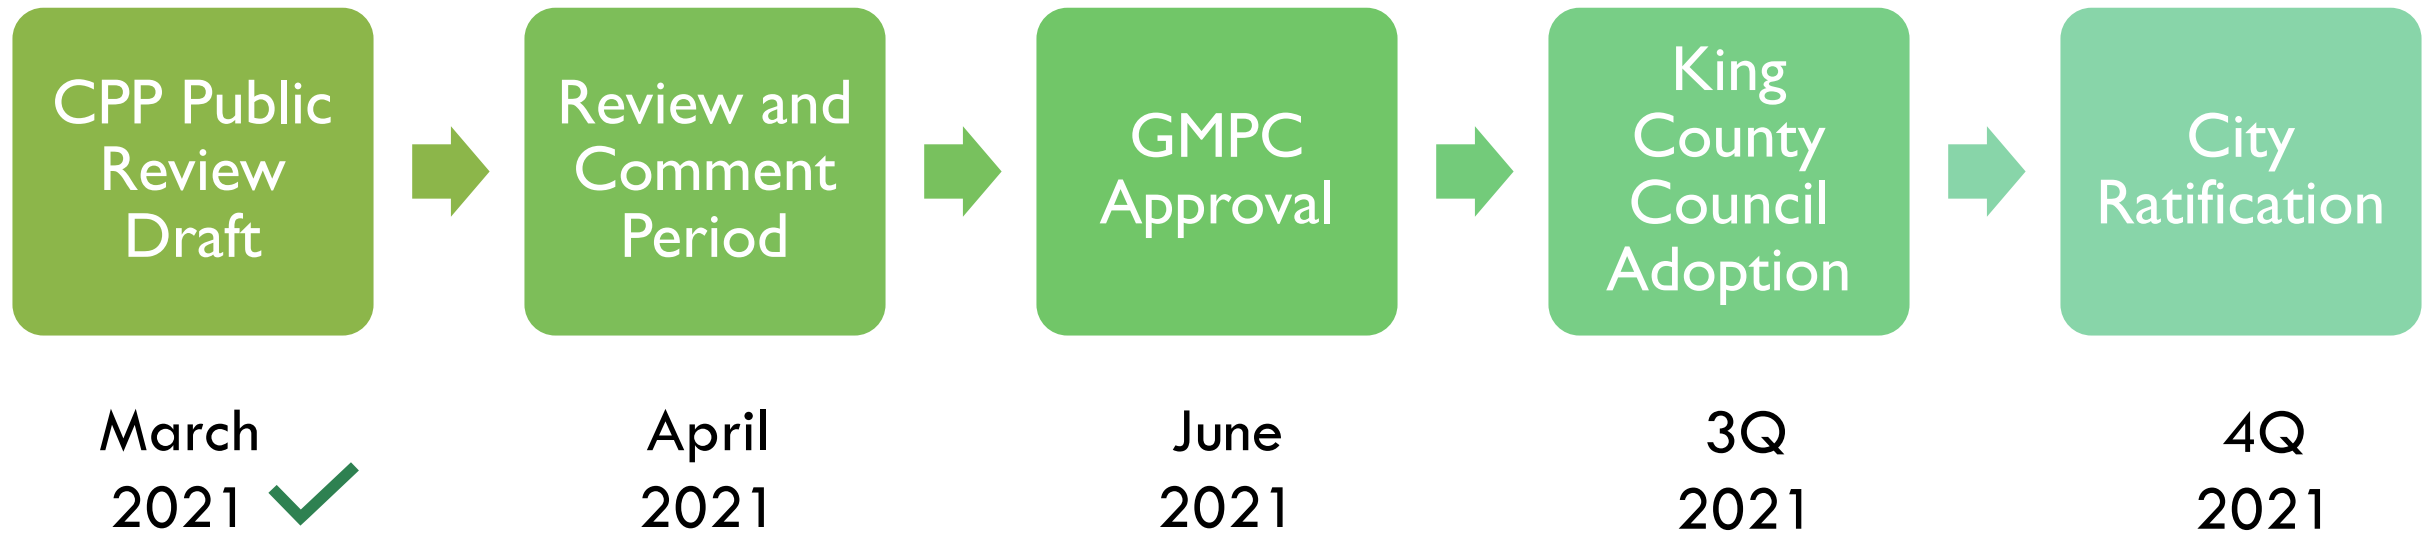 CPP Public
Review
Draft
Review and
Comment
Period
GMPC
Approval
King
County
Council
Adoption
City
Ratification
March
2021
April
2021
June
2021
3Q
2021
4Q
2021